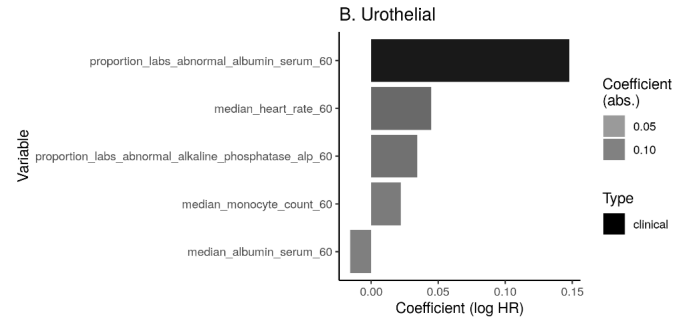 B. Urothelial
Variable
proportion_labs_abnormal_albumin_serum_60
median_heart_rate_60
proportion_labs_abnormal_alkaline_phosphatase_alp_60
median_monocyte_count_60
median_albumin_serum_60
0.00 0.05 0.10 0.15
Coefficient (log HR)
Coefficient
(abs.)
0.05
0.10
Type
clinical